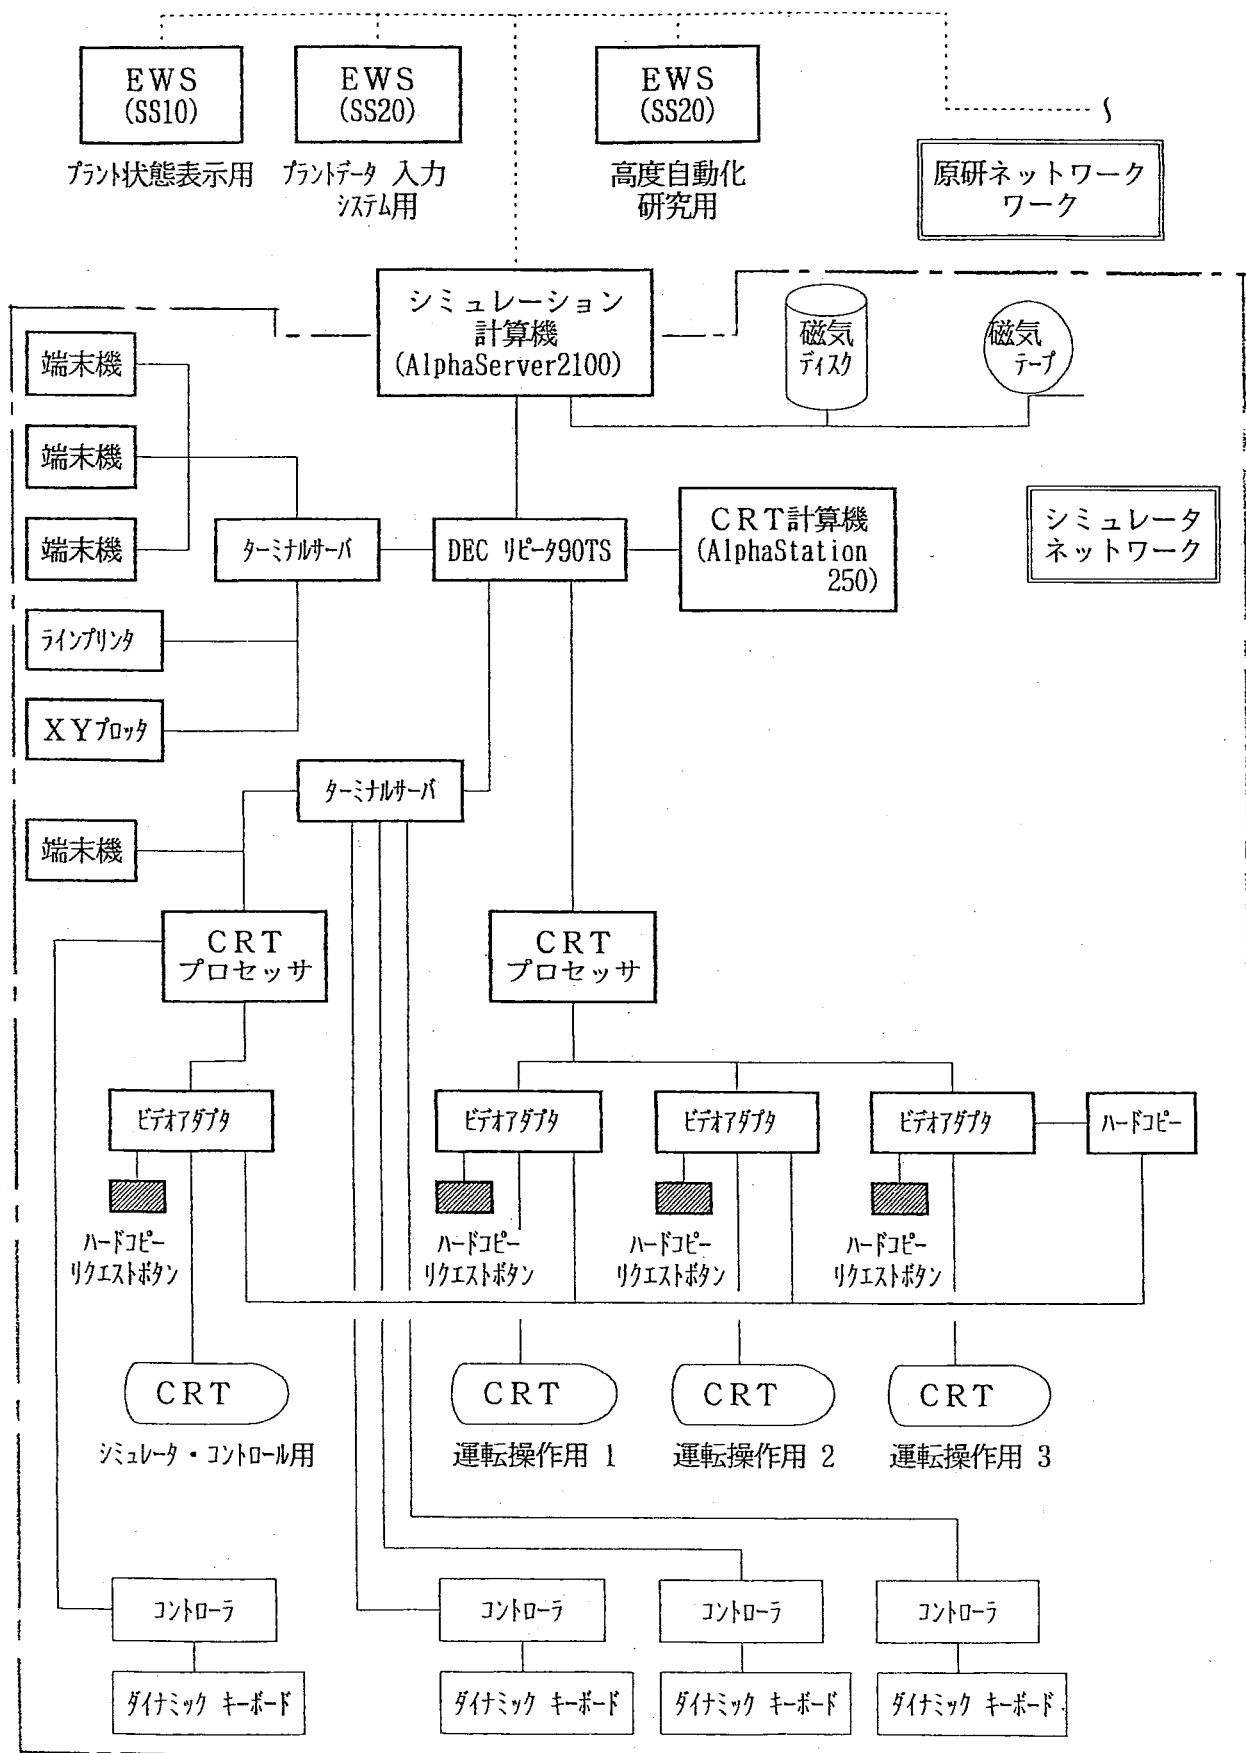 EWS
(SS10)
プラント状態表示用
EWS
(SS20)
プラントデータ 入力
システム用
EWS
(SS20)
高度自動化
研究用
原研ネットワーク
ワーク
シミュレーション
計算機
(AlphaServer2100)
磁気
ディスク
磁気
テープ
端末機
端末機
端末機
ターミナルサーバ
DEC リピータ90TS
CRT計算機
(AlphaStation
250)
シミュレータ
ネットワーク
ラインプリンタ
XYプロッタ
ターミナルサーバ
端末機
CRT
プロセッサ
CRT
プロセッサ
ビデオアダプタ
ビデオアダプタ
ビデオアダプタ
ビデオアダプタ
ハードコピー
ハードコピー
リクエストボタン
ハードコピー
リクエストボタン
ハードコピー
リクエストボタン
ハードコピー
リクエストボタン
CRT
シミュレータ・コントロール用
CRT
運転操作用 1
CRT
運転操作用 2
CRT
運転操作用 3
コントローラ
コントローラ
コントローラ
コントローラ
ダイナミック キーボード
ダイナミック キーボード
ダイナミック キーボード
ダイナミック キーボード